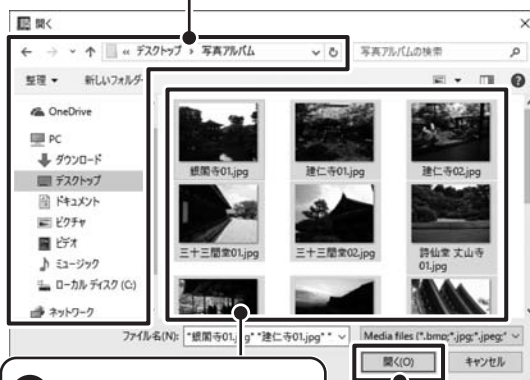 開く
« デスクトップ › 写真アルバム
写真アルバムの検索
整理
新しいフォルダー
OneDrive
PC
ダウンロード
デスクトップ
ドキュメント
ピクチャ
ビデオ
ミュージック
ローカル ディスク (C:)
ネットワーク
銀閣寺01.jpg
建仁寺01.jpg
建仁寺02.jpg
三十三間堂01.jpg
三十三間堂02.jpg
詩仙堂 丈山寺
01.jpg
ファイル名(N):
"銀閣寺01.jpg" "建仁寺01.jpg" "
Media files (*.bmp;*.jpg;*.jpeg;*
開く(O)
キャンセル